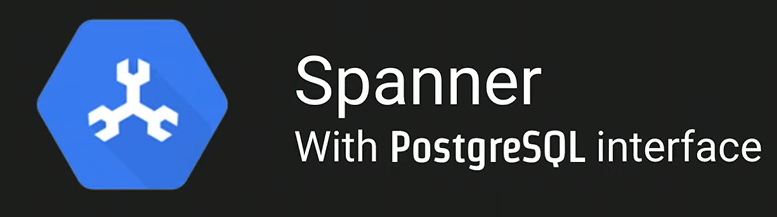 Spanner
With PostgreSQL interface